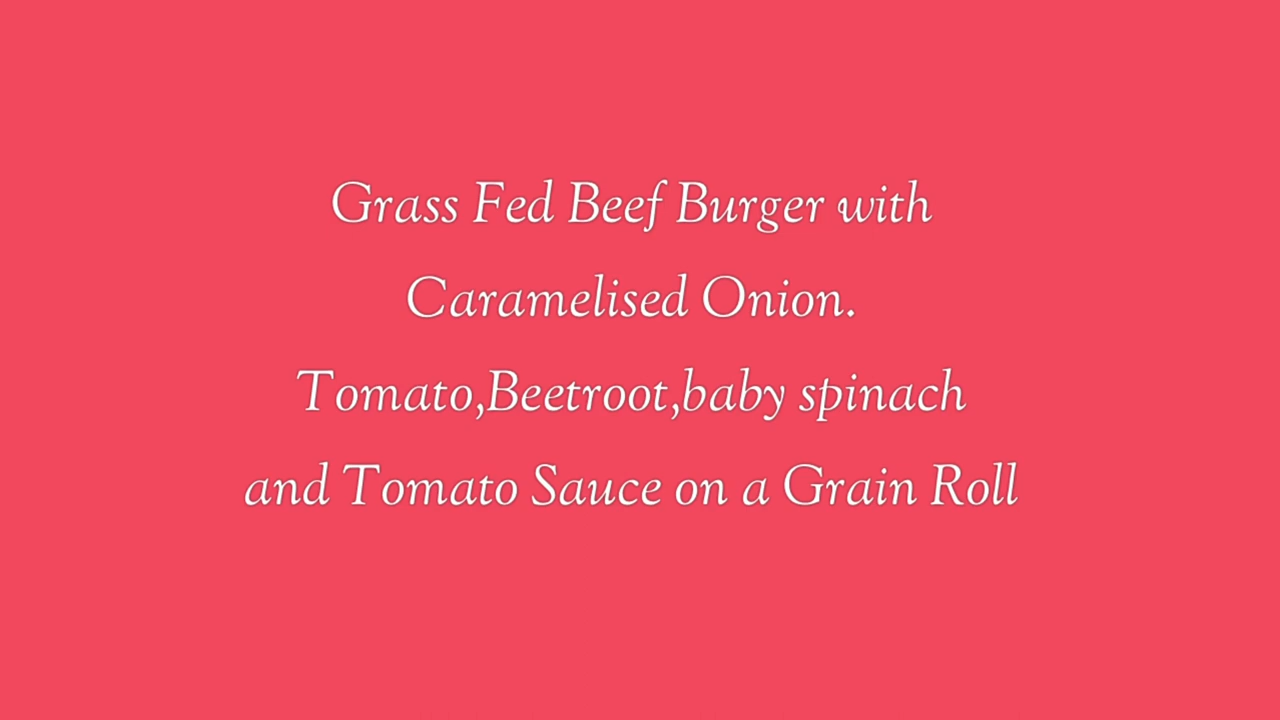 Grass Fed Beef Burger with
Caramelised Onion.
Tomato,Beetroot,baby spinach
and Tomato Sauce on a Grain Roll